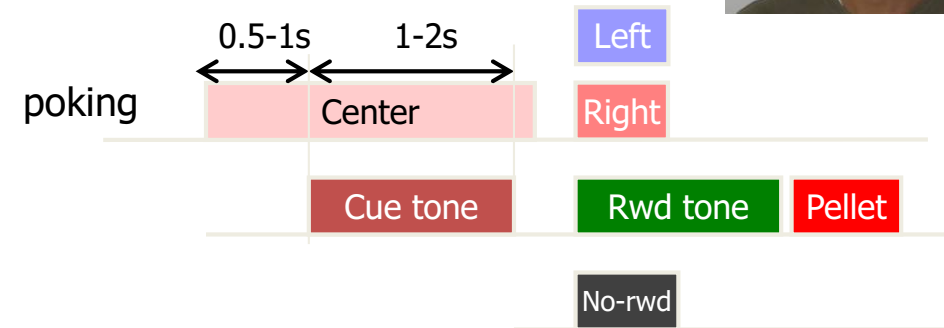 0.5-1s 1-2s Left
poking Center Right
Cue tone Rwd tone Pellet
No-rwd